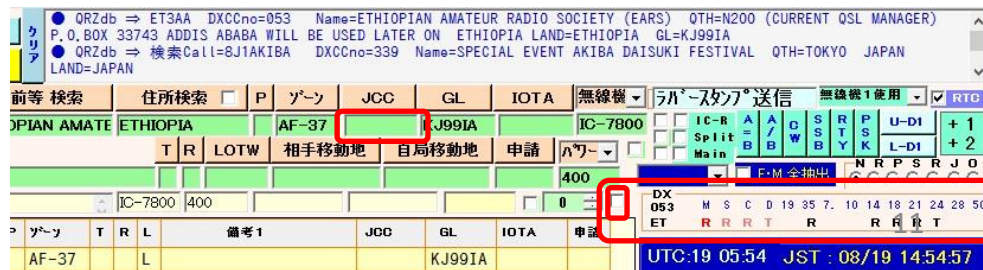 クリア
● QRZdb ⇒ ET3AA DXCCno=053 Name=ETHIOPIAN AMATEUR RADIO SOCIETY (EARS) QTH=N200 (CURRENT QSL MANAGER)
P.O.BOX 33743 ADDIS ABABA WILL BE USED LATER ON ETHIOPIA LAND=ETHIOPIA GL=KJ99IA
● QRZdb ⇒ 検索Call=8J1AKIBA DXCCno=339 Name=SPECIAL EVENT AKIBA DAISUKI FESTIVAL QTH=TOKYO JAPAN
LAND=JAPAN
前等 検索 住所検索 P ゾーン JCC GL IOTA 無線機 ラバースタンプ送信 無線機1使用 RTC
OPIAN AMATE ETHIOPIA AF-37 KJ99IA IC-7800 IC-R Split Main A=B A/B CW SSB RTY PSK U-D1 L-D1 +1 +2
T R LOTW 相手移動地 自局移動地 申請 パワー
400 F・M 全抽出 N R P S R J O
IC-7800 400 0
DX 053 M S C D 19 35 7. 10 14 18 21 24 28 50
ET R R R T R R R R T
11
ゾーン T R L 備考1 JCC GL IOTA 申請
AF-37 L KJ99IA
UTC:19 05:54 JST : 08/19 14:54:57